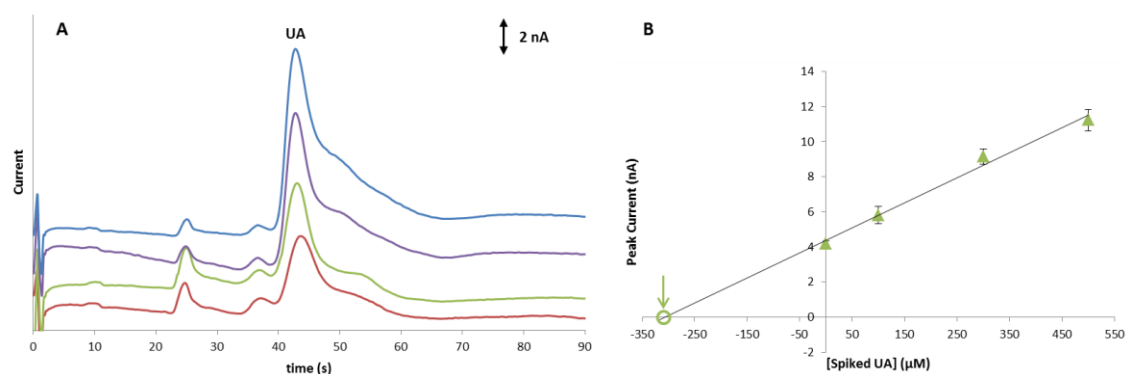 A
UA
2 nA
Current
0 10 20 30 40 50 60 70 80 90
time (s)
B
14
12
10
8
6
4
2
0
-2
Peak Current (nA)
-350 -250 -150 -50 50 150 250 350 450 550
[Spiked UA] (µM)